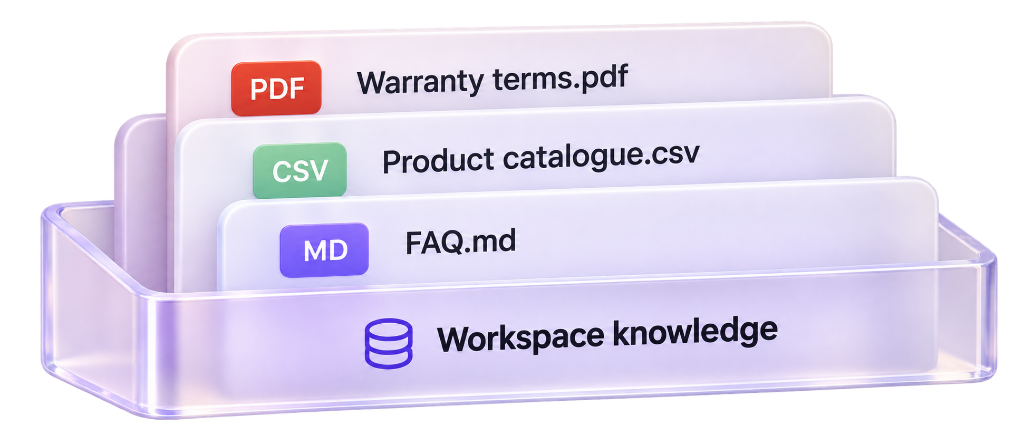 PDF Warranty terms.pdf
CSV Product catalogue.csv
MD FAQ.md
Workspace knowledge